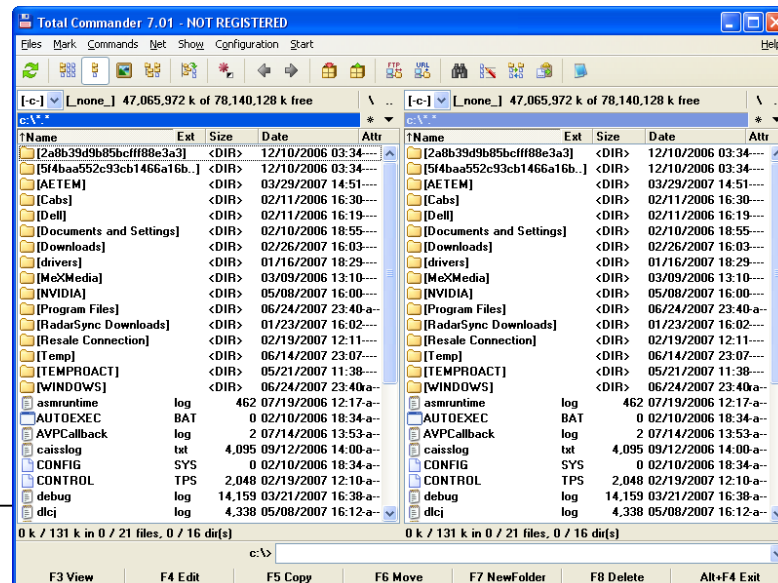 Total Commander 7.01 - NOT REGISTERED
Files Mark Commands Net Show Configuration Start Help
FTP URL
[-c-] [_none_] 47,065,972 k of 78,140,128 k free \ ..
c:\*.* * ▼
↑Name Ext Size Date Attr
[2a8b39d9b85bcfff88e3a3] <DIR> 12/10/2006 03:34----
[5f4baa552c93cb1466a16b..] <DIR> 12/10/2006 03:34----
[AETEM] <DIR> 03/29/2007 14:51----
[Cabs] <DIR> 02/11/2006 16:30----
[Dell] <DIR> 02/11/2006 16:19----
[Documents and Settings] <DIR> 02/10/2006 18:55----
[Downloads] <DIR> 02/26/2007 16:03----
[drivers] <DIR> 01/16/2007 18:29----
[MeXMedia] <DIR> 03/09/2006 13:10----
[NVIDIA] <DIR> 05/08/2007 16:00----
[Program Files] <DIR> 06/24/2007 23:40-a--
[RadarSync Downloads] <DIR> 01/23/2007 16:02----
[Resale Connection] <DIR> 02/19/2007 12:11----
[Temp] <DIR> 06/14/2007 23:07----
[TEMPROACT] <DIR> 05/21/2007 11:38----
[WINDOWS] <DIR> 06/24/2007 23:40ra--
asmruntime log 462 07/19/2006 12:17-a--
AUTOEXEC BAT 0 02/10/2006 18:34-a--
AVPCallback log 2 07/14/2006 13:53-a--
caisslog txt 4,095 09/12/2006 14:00-a--
CONFIG SYS 0 02/10/2006 18:34-a--
CONTROL TPS 2,048 02/19/2007 12:10-a--
debug log 14,159 03/21/2007 16:38-a--
dlcj log 4,338 05/08/2007 16:12-a--
0 k / 131 k in 0 / 21 files, 0 / 16 dir(s)
[-c-] [_none_] 47,065,972 k of 78,140,128 k free \ .
c:\*.* * ▼
↑Name Ext Size Date Attr
[2a8b39d9b85bcfff88e3a3] <DIR> 12/10/2006 03:34----
[5f4baa552c93cb1466a16b..] <DIR> 12/10/2006 03:34----
[AETEM] <DIR> 03/29/2007 14:51----
[Cabs] <DIR> 02/11/2006 16:30----
[Dell] <DIR> 02/11/2006 16:19----
[Documents and Settings] <DIR> 02/10/2006 18:55----
[Downloads] <DIR> 02/26/2007 16:03----
[drivers] <DIR> 01/16/2007 18:29----
[MeXMedia] <DIR> 03/09/2006 13:10----
[NVIDIA] <DIR> 05/08/2007 16:00----
[Program Files] <DIR> 06/24/2007 23:40-a--
[RadarSync Downloads] <DIR> 01/23/2007 16:02----
[Resale Connection] <DIR> 02/19/2007 12:11----
[Temp] <DIR> 06/14/2007 23:07----
[TEMPROACT] <DIR> 05/21/2007 11:38----
[WINDOWS] <DIR> 06/24/2007 23:40ra--
asmruntime log 462 07/19/2006 12:17-a--
AUTOEXEC BAT 0 02/10/2006 18:34-a--
AVPCallback log 2 07/14/2006 13:53-a--
caisslog txt 4,095 09/12/2006 14:00-a--
CONFIG SYS 0 02/10/2006 18:34-a--
CONTROL TPS 2,048 02/19/2007 12:10-a--
debug log 14,159 03/21/2007 16:38-a--
dlcj log 4,338 05/08/2007 16:12-a--
0 k / 131 k in 0 / 21 files, 0 / 16 dir(s)
c:\>
F3 View F4 Edit F5 Copy F6 Move F7 NewFolder F8 Delete Alt+F4 Exit